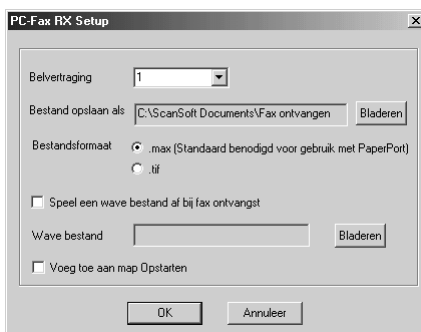 PC-Fax RX Setup
Belvertraging 1
Bestand opslaan als C:\ScanSoft Documents\Fax ontvangen Bladeren
Bestandsformaat .max (Standaard benodigd voor gebruik met PaperPort)
.tif
Speel een wave bestand af bij fax ontvangst
Wave bestand Bladeren
Voeg toe aan map Opstarten
OK Annuleer